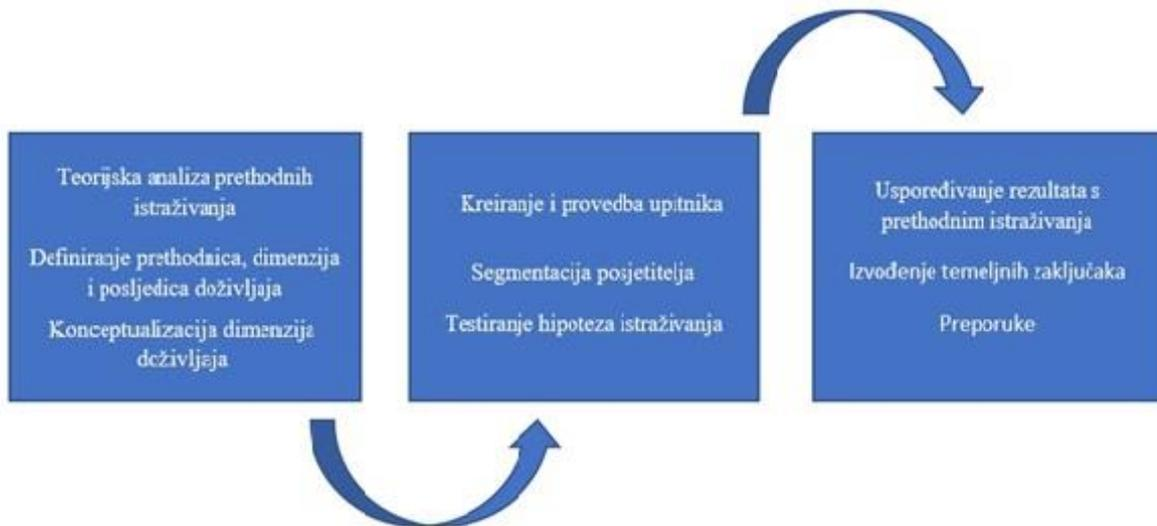 Teorijska analiza prethodnih
istraživanja
Definiranje prethodnica, dimenzija
i posljedica doživljaja
Konceptualizacija dimenzija
doživljaja
Kreiranje i provedba upitnika
Segmentacija posjetitelja
Testiranje hipoteza istraživanja
Uspoređivanje rezultata s
prethodnim istraživanja
Izvođenje temeljnih zaključaka
Preporuke